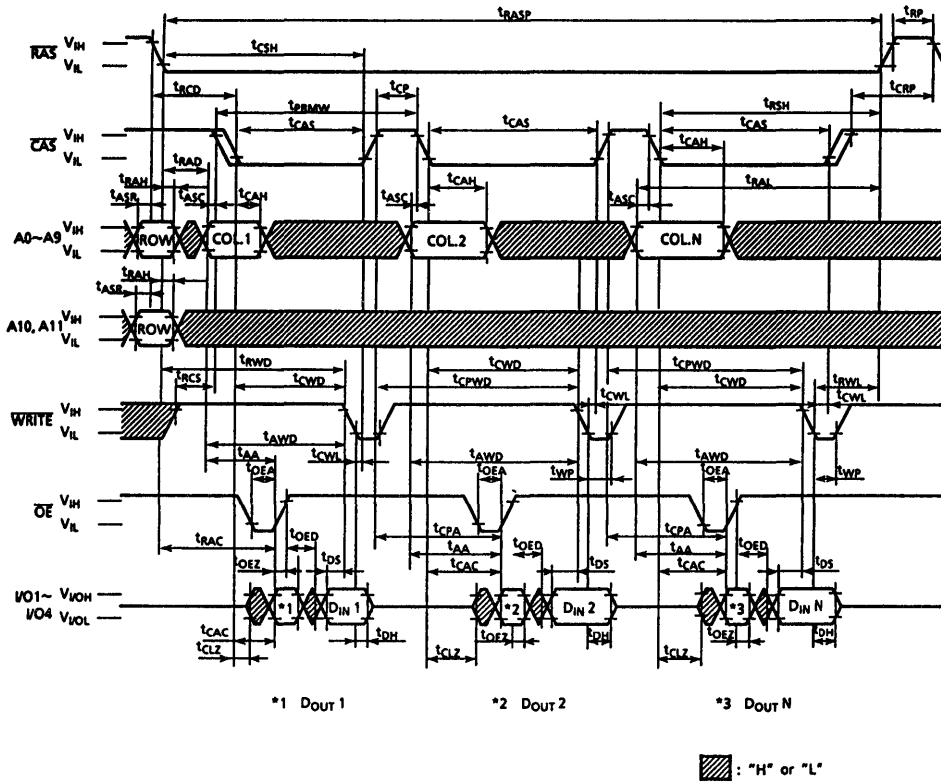 tRASP tRP
RAS VIH
VIL
tCSH
tRCD tCP tCRP
tPRMW tRSH
CAS VIH
VIL
tCAS tCAS tCAS
tRAD tCAH
tRAH tRAL
tASR tASC tCAH tASC tCAH tASC
A0~A9 VIH
VIL
ROW COL.1 COL.2 COL.N
tRAH
tASR
A10, A11 VIH
VIL
ROW
tRWD tCWD tCPWD
tRCS tCWD tCPWD tCWD tRWL
tCWL tCWL
WRITE VIH
VIL
tAWD
tAA tCWL tAWD tAWD
tOEA tOEA tWP tOEA tWP
OE VIH
VIL
tCPA tCPA
tRAC tOED tAA tOED tAA tOED
tOEZ tDS tCAC tDS tCAC tDS
I/O1~
I/O4
VI/OH
VI/OL
*1 DIN 1 *2 DIN 2 *3 DIN N
tCAC tDH tOEZ tDH tOEZ tDH
tCLZ tCLZ tCLZ
*1 DOUT 1 *2 DOUT 2 *3 DOUT N
: "H" or "L"